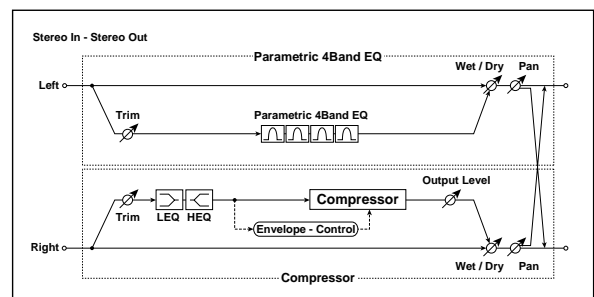 Stereo In - Stereo Out
Parametric 4Band EQ
Wet / Dry Pan
Left
Trim
Parametric 4Band EQ
Output Level
Compressor
Trim
LEQ HEQ
Envelope - Control
Right
Wet / Dry Pan
Compressor